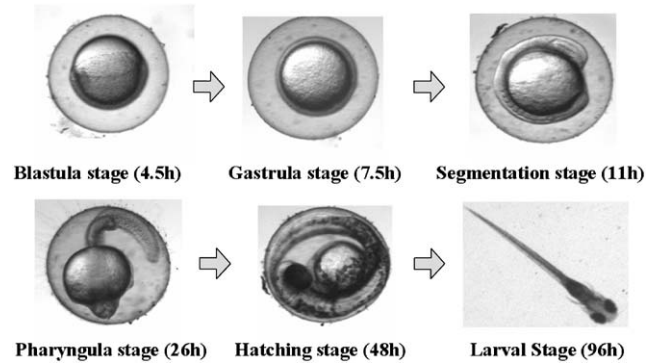 Blastula stage (4.5h)
Gastrula stage (7.5h)
Segmentation stage (11h)
Pharyngula stage (26h)
Hatching stage (48h)
Larval Stage (96h)